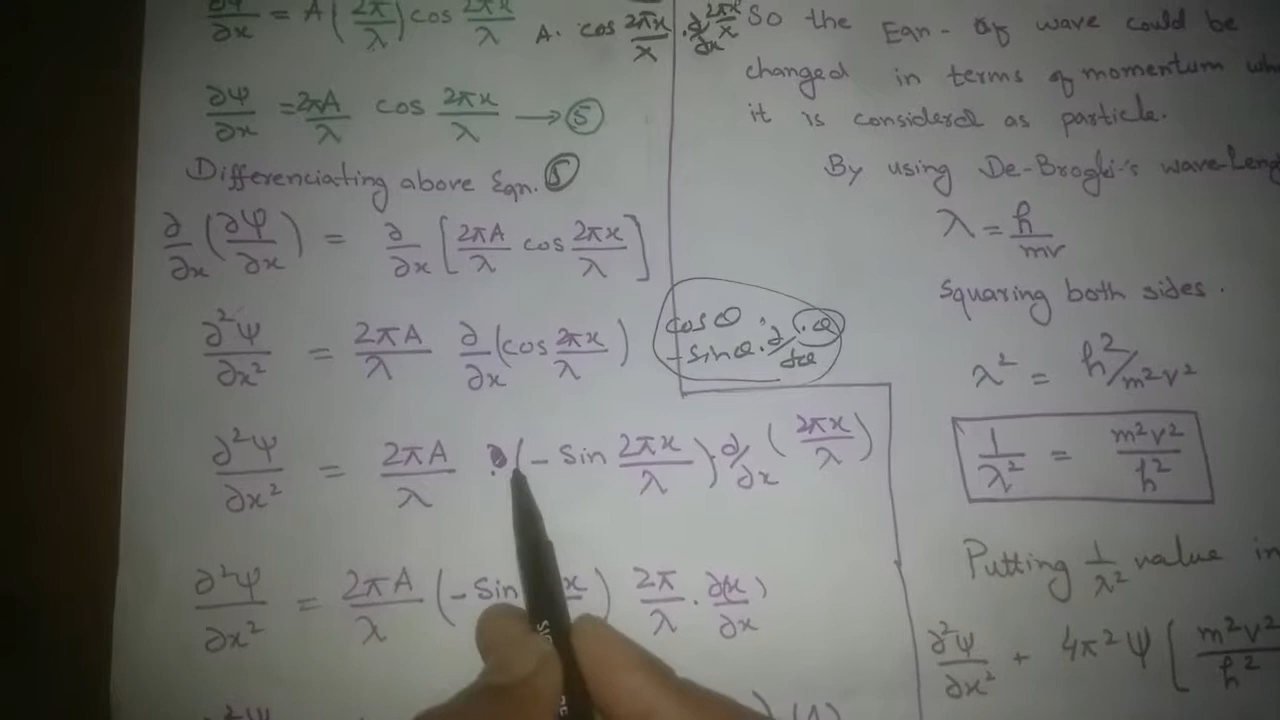 ∂ψ/∂x = A (2π/λ) cos 2πx/λ
A. cos 2πx/λ . ∂/∂x 2πx/λ
∂ψ/∂x = 2πA/λ cos 2πx/λ → ⑤
Differenciating above Eqn. ⑤
∂/∂x (∂ψ/∂x) = ∂/∂x [2πA/λ cos 2πx/λ]
∂²ψ/∂x² = 2πA/λ ∂/∂x (cos 2πx/λ)
cos θ
- sin θ . ∂/∂x . θ
∂²ψ/∂x² = 2πA/λ . (- Sin 2πx/λ) ∂/∂x (2πx/λ)
∂²ψ/∂x² = 2πA/λ (- Sin x) 2π/λ . ∂(x)/∂x
So the Eqn - of wave could be
changed in terms of momentum
it is considered as particle.
By using De-Brogli's
λ = h/mv
Squaring both sides.
λ² = h²/m²v²
1/λ² = m²v²/h²
Putting 1/λ² value in
∂²ψ/∂x² + 4π²ψ [m²v²/h²